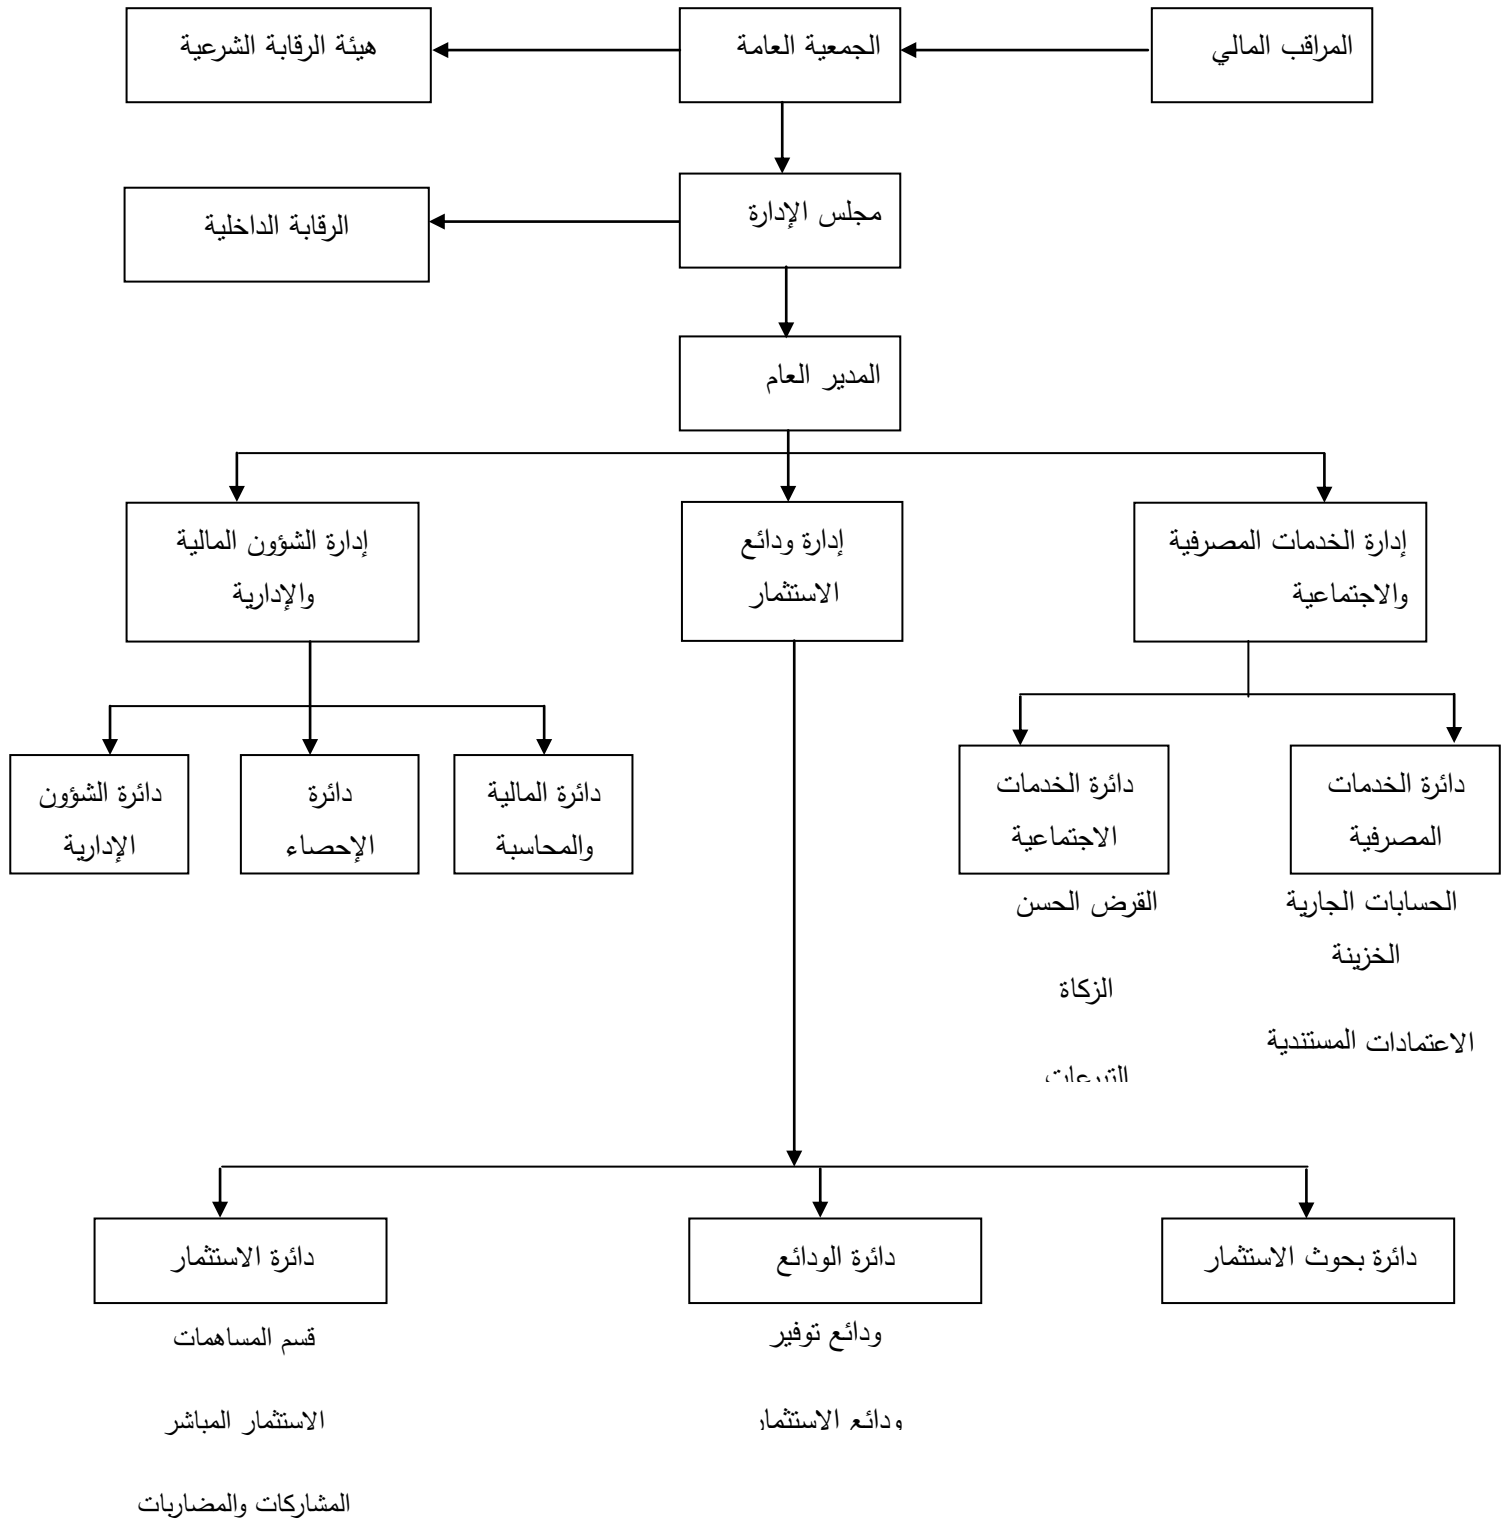 المراقب المالي
الجمعية العامة
هيئة الرقابة الشرعية
مجلس الإدارة
الرقابة الداخلية
المدير العام
إدارة الخدمات المصرفية
والاجتماعية
إدارة ودائع
الاستثمار
إدارة الشؤون المالية
والإدارية
دائرة الخدمات
المصرفية
الحسابات الجارية
الخزينة
الاعتمادات المستندية
دائرة الخدمات
الاجتماعية
القرض الحسن
الزكاة
التبرعات
دائرة المالية
والمحاسبة
دائرة
الإحصاء
دائرة الشؤون
الإدارية
دائرة بحوث الاستثمار
دائرة الودائع
ودائع توفير
ودائع الاستثمار
دائرة الاستثمار
قسم المساهمات
الاستثمار المباشر
المشاركات والمضاربات